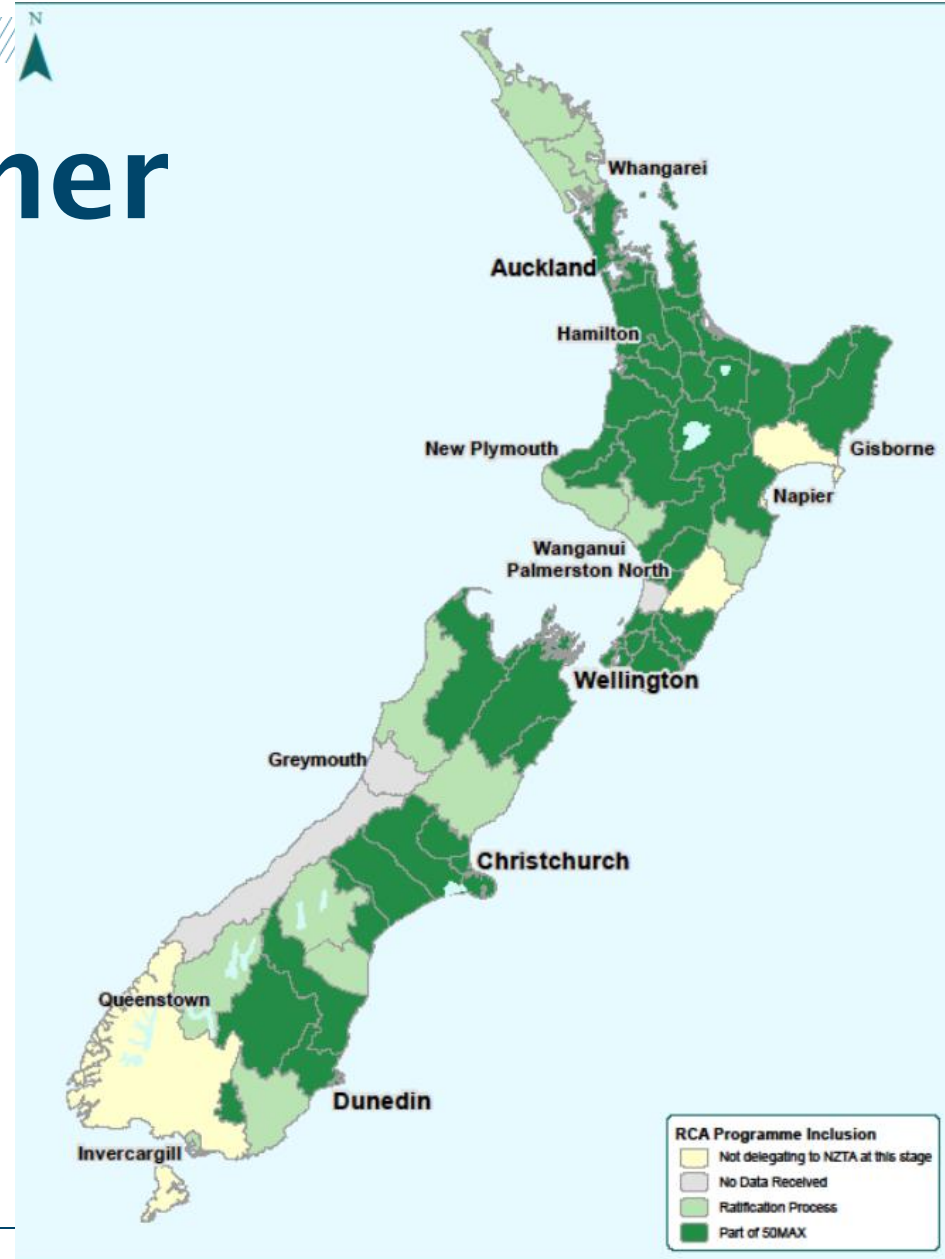 N
ner
Whangarei
Auckland
Hamilton
New Plymouth
Gisborne
Napier
Wanganui
Palmerston North
Wellington
Greymouth
Christchurch
Queenstown
Dunedin
Invercargill
RCA Programme Inclusion
Not delegating to NZTA at this stage
No Data Received
Ratification Process
Part of 50MAX